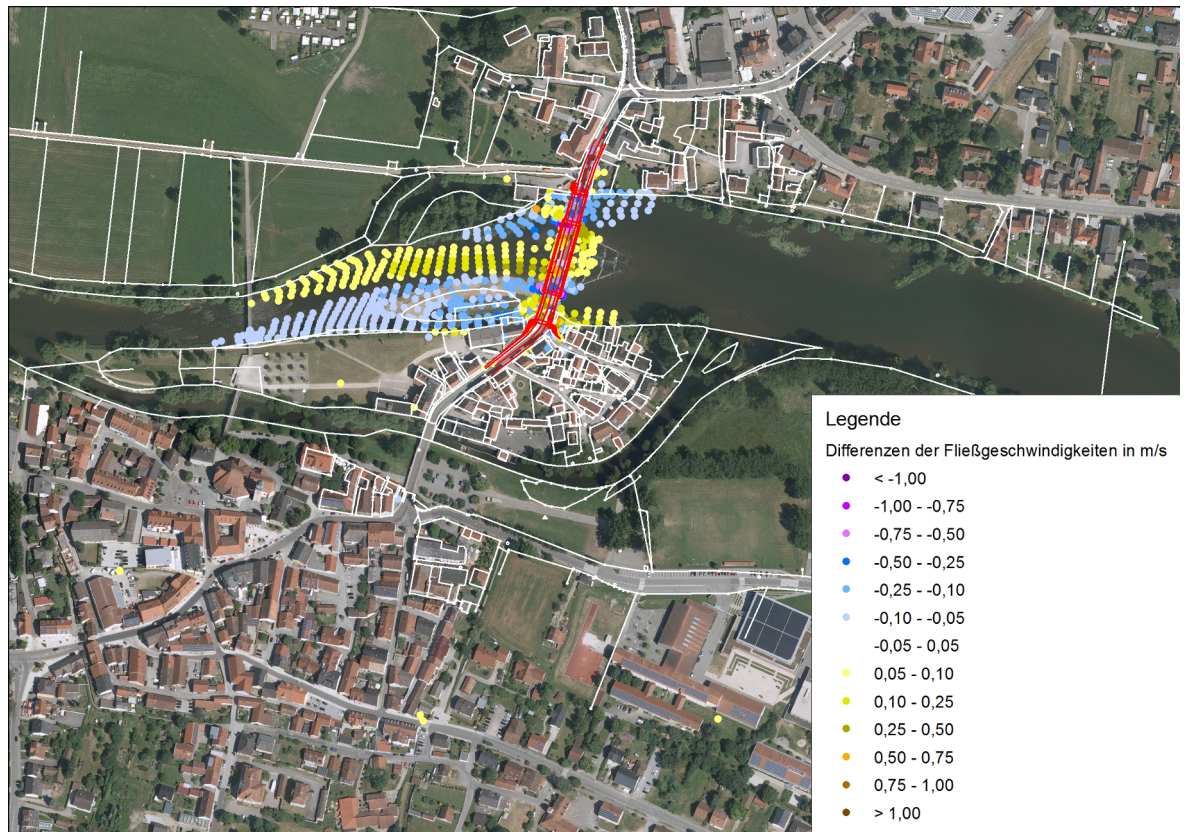 Legende
Differenzen der Fließgeschwindigkeiten in m/s
< -1,00
-1,00 - -0,75
-0,75 - -0,50
-0,50 - -0,25
-0,25 - -0,10
-0,10 - -0,05
-0,05 - 0,05
0,05 - 0,10
0,10 - 0,25
0,25 - 0,50
0,50 - 0,75
0,75 - 1,00
> 1,00